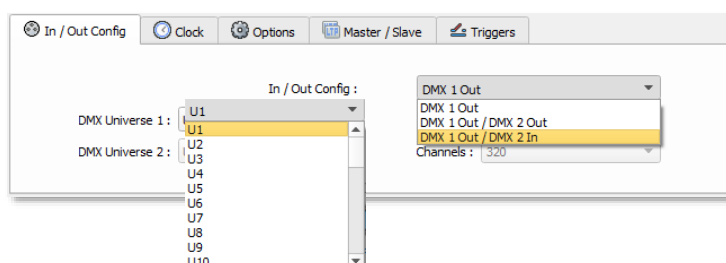 In / Out Config
Clock
Options
Master / Slave
Triggers
In / Out Config :
DMX 1 Out
DMX 1 Out
DMX 1 Out / DMX 2 Out
DMX 1 Out / DMX 2 In
DMX Universe 1 :
U1
U1
DMX Universe 2 :
Channels : 320
U2
U3
U4
U5
U6
U7
U8
U9
U10